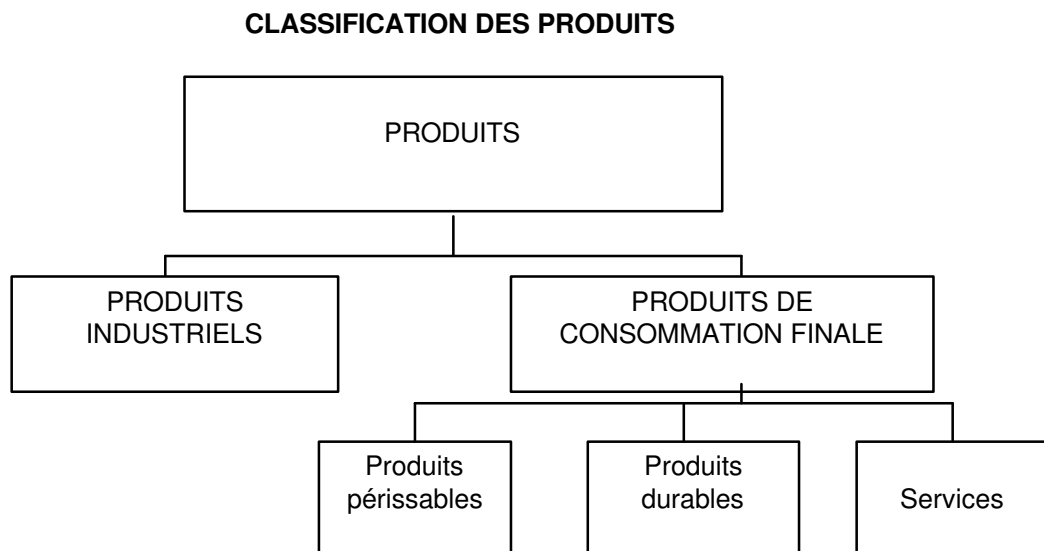 CLASSIFICATION DES PRODUITS
PRODUITS
PRODUITS
INDUSTRIELS
PRODUITS DE
CONSOMMATION FINALE
Produits
périssables
Produits
durables
Services